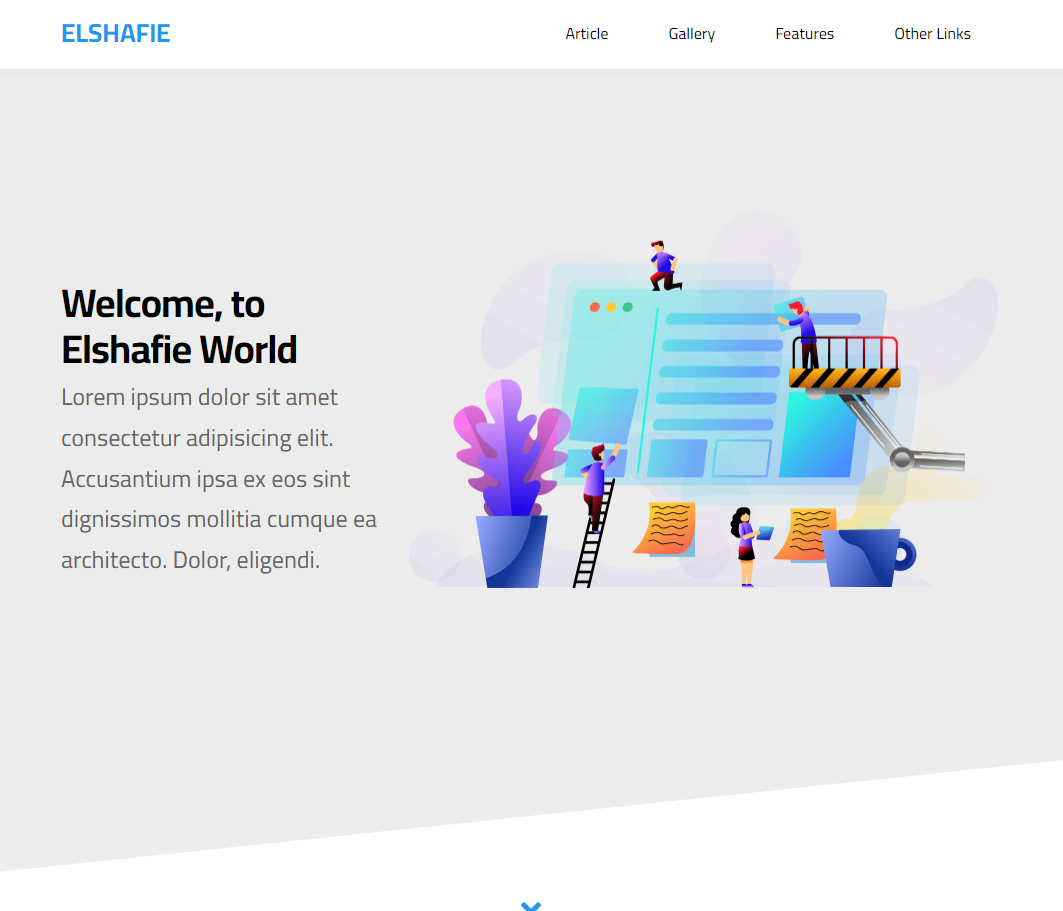 ELSHAFIE
Article
Gallery
Features
Other Links
Welcome, to
Elshafie World
Lorem ipsum dolor sit amet
consectetur adipisicing elit.
Accusantium ipsa ex eos sint
dignissimos mollitia cumque ea
architecto. Dolor, eligendi.